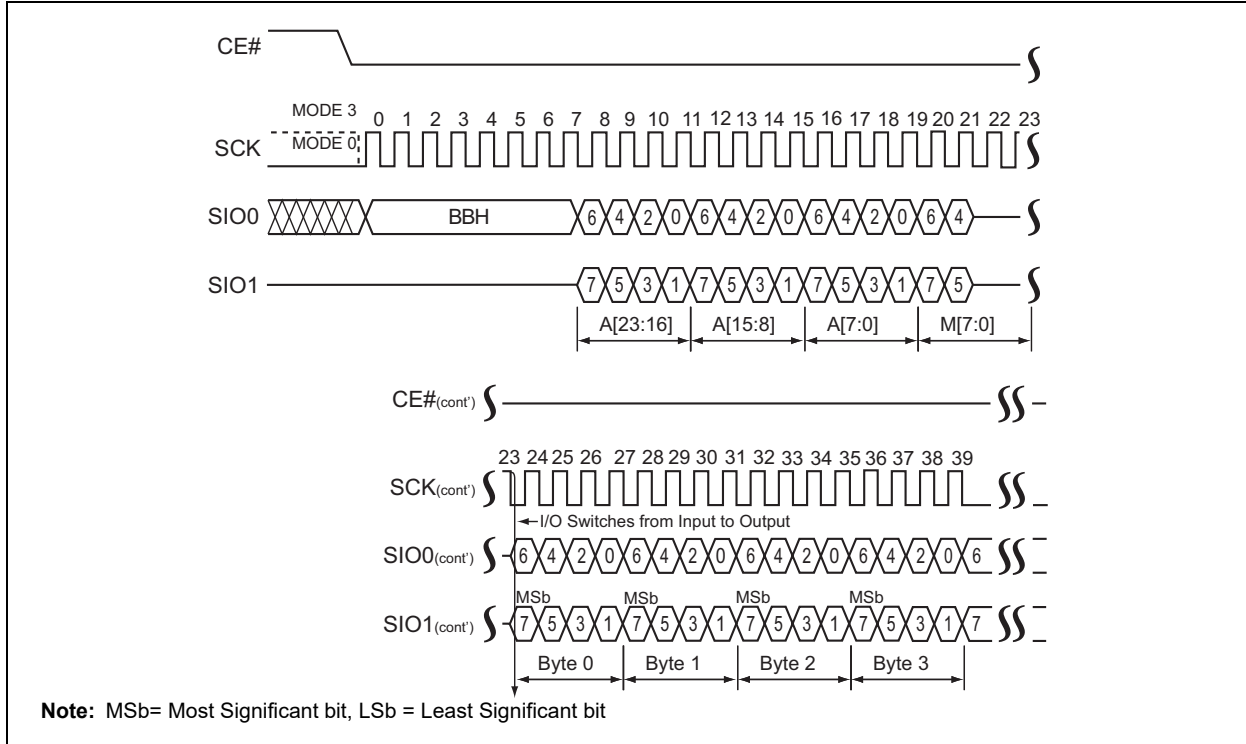 CE#
MODE 3
0 1 2 3 4 5 6 7 8 9 10 11 12 13 14 15 16 17 18 19 20 21 22 23
SCK
MODE 0
SIO0 BBH 6 4 2 0 6 4 2 0 6 4 2 0 6 4
SIO1 7 5 3 1 7 5 3 1 7 5 3 1 7 5
A[23:16] A[15:8] A[7:0] M[7:0]
CE#(cont')
23 24 25 26 27 28 29 30 31 32 33 34 35 36 37 38 39
SCK(cont')
I/O Switches from Input to Output
SIO0(cont') 6 4 2 0 6 4 2 0 6 4 2 0 6 4 2 0 6
MSb MSb MSb MSb
SIO1(cont') 7 5 3 1 7 5 3 1 7 5 3 1 7 5 3 1 7
Byte 0 Byte 1 Byte 2 Byte 3
Note: MSb= Most Significant bit, LSb = Least Significant bit